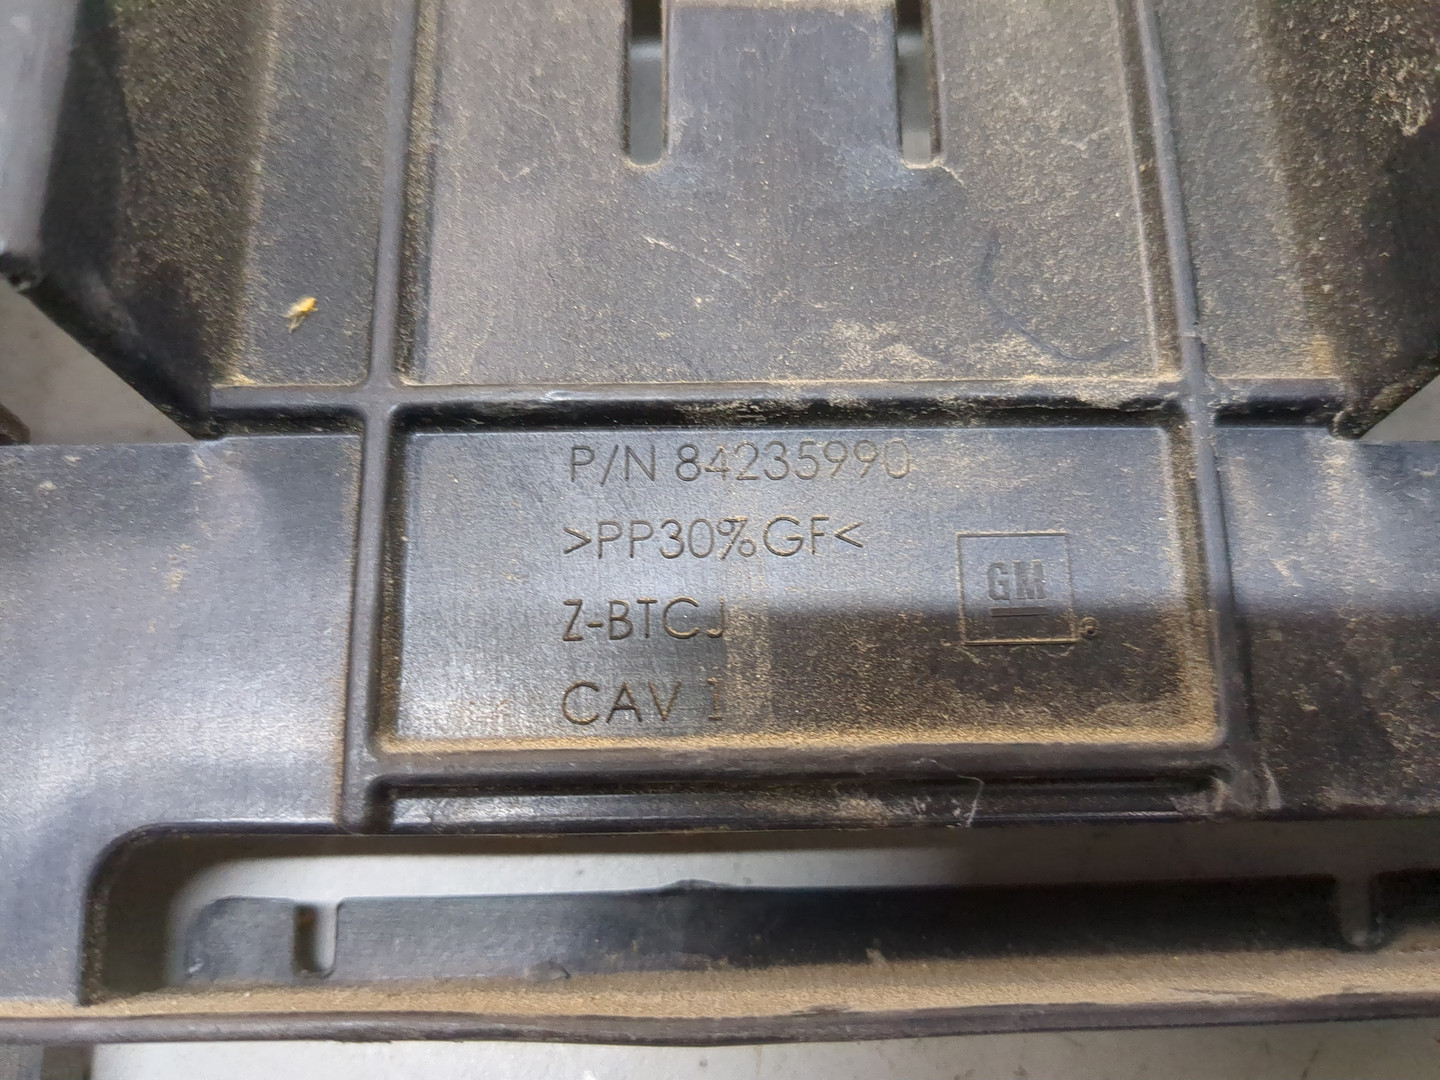 P/N 84235990
>PP30%GF<
Z-BTCJ
CAV 1
GM
®